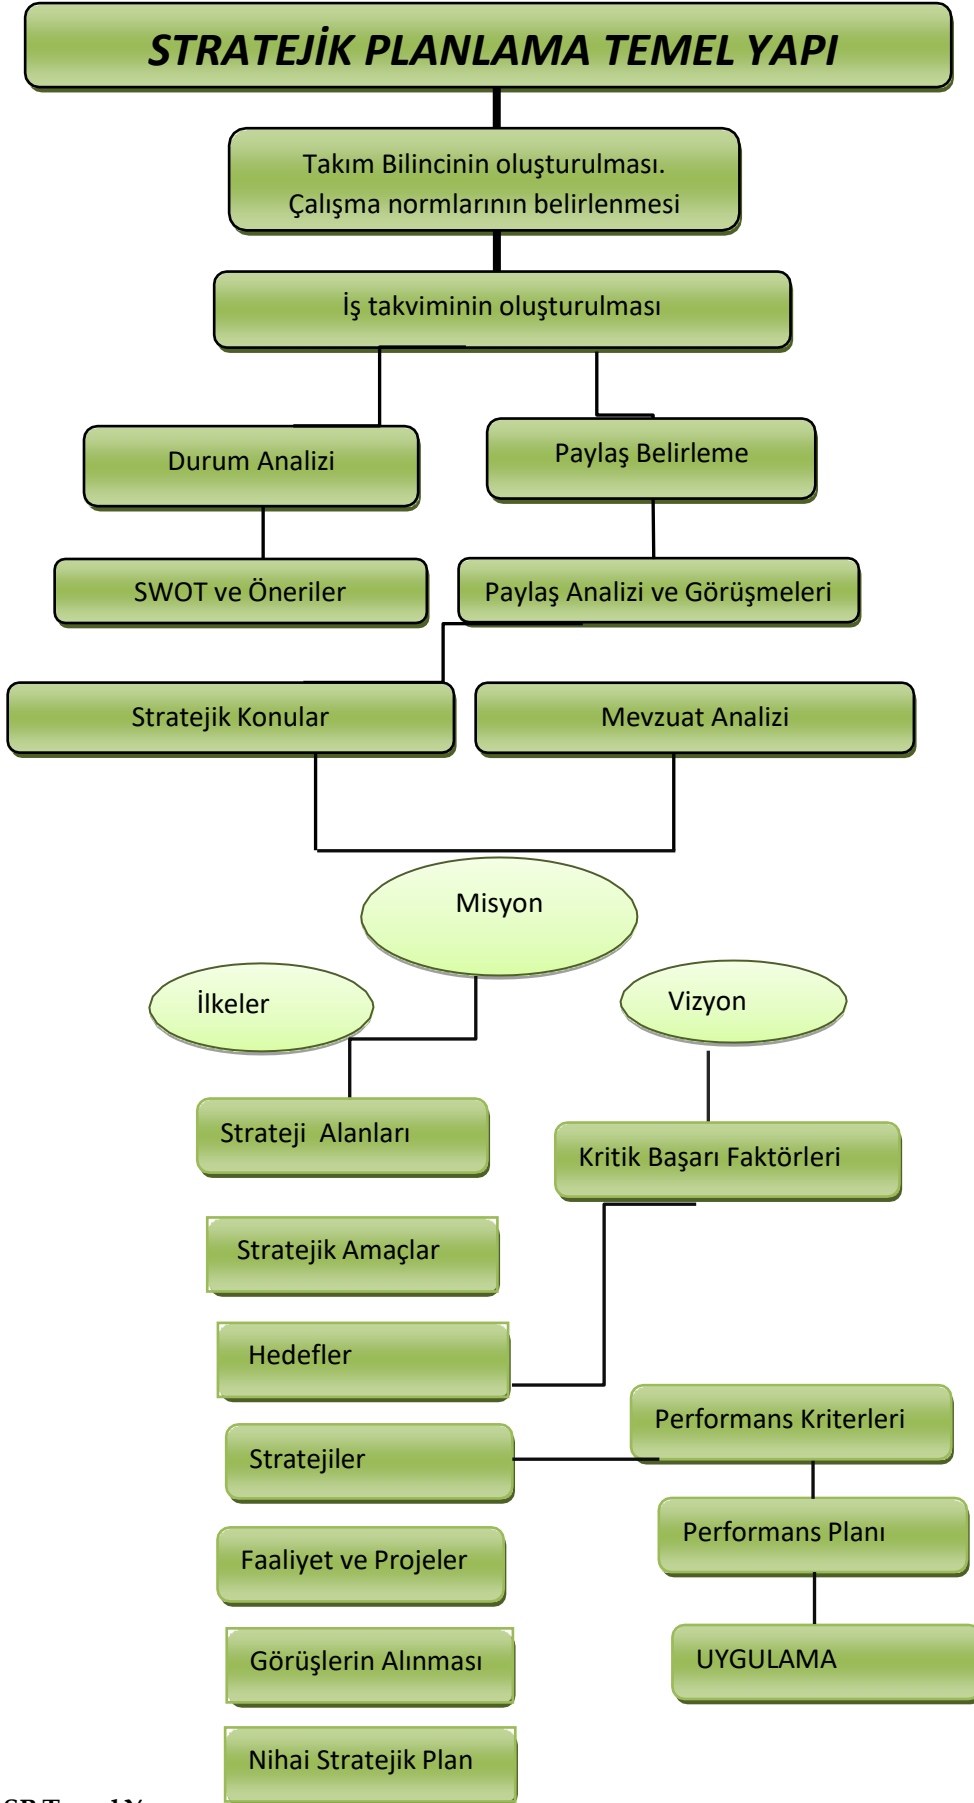 STRATEJİK PLANLAMA TEMEL YAPI
Takım Bilincinin oluşturulması.
Çalışma normlarının belirlenmesi
İş takviminin oluşturulması
Durum Analizi
Paylaş Belirleme
SWOT ve Öneriler
Paylaş Analizi ve Görüşmeleri
Stratejik Konular
Mevzuat Analizi
Misyon
İlkeler
Vizyon
Strateji Alanları
Kritik Başarı Faktörleri
Stratejik Amaçlar
Hedefler
Performans Kriterleri
Stratejiler
Performans Planı
Faaliyet ve Projeler
Görüşlerin Alınması
UYGULAMA
Nihai Stratejik Plan